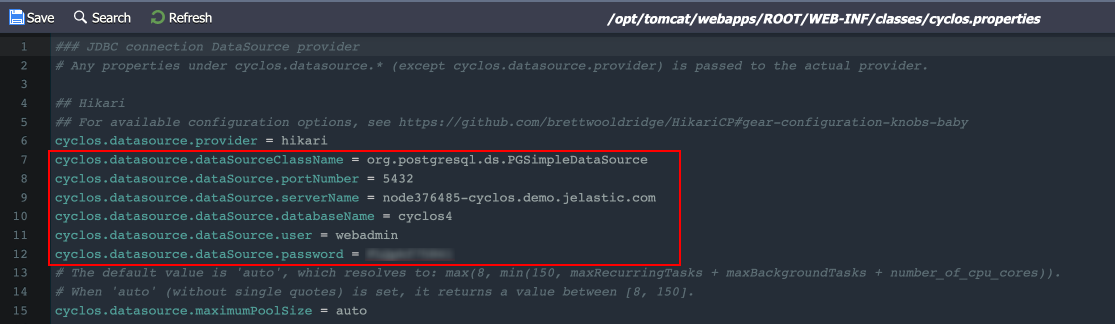 Save Search Refresh /opt/tomcat/webapps/ROOT/WEB-INF/classes/cyclos.properties
1 ### JDBC connection DataSource provider
2 # Any properties under cyclos.datasource.* (except cyclos.datasource.provider) is passed to the actual provider.
3
4 ## Hikari
5 ## For available configuration options, see https://github.com/brettwooldridge/HikariCP#gear-configuration-knobs-baby
6 cyclos.datasource.provider = hikari
7 cyclos.datasource.dataSourceClassName = org.postgresql.ds.PGSimpleDataSource
8 cyclos.datasource.dataSource.portNumber = 5432
9 cyclos.datasource.dataSource.serverName = node376485-cyclos.demo.jelastic.com
10 cyclos.datasource.dataSource.databaseName = cyclos4
11 cyclos.datasource.dataSource.user = webadmin
12 cyclos.datasource.dataSource.password =
13 # The default value is 'auto', which resolves to: max(8, min(150, maxRecurringTasks + maxBackgroundTasks + number_of_cpu_cores)).
14 # When 'auto' (without single quotes) is set, it returns a value between [8, 150].
15 cyclos.datasource.maximumPoolSize = auto